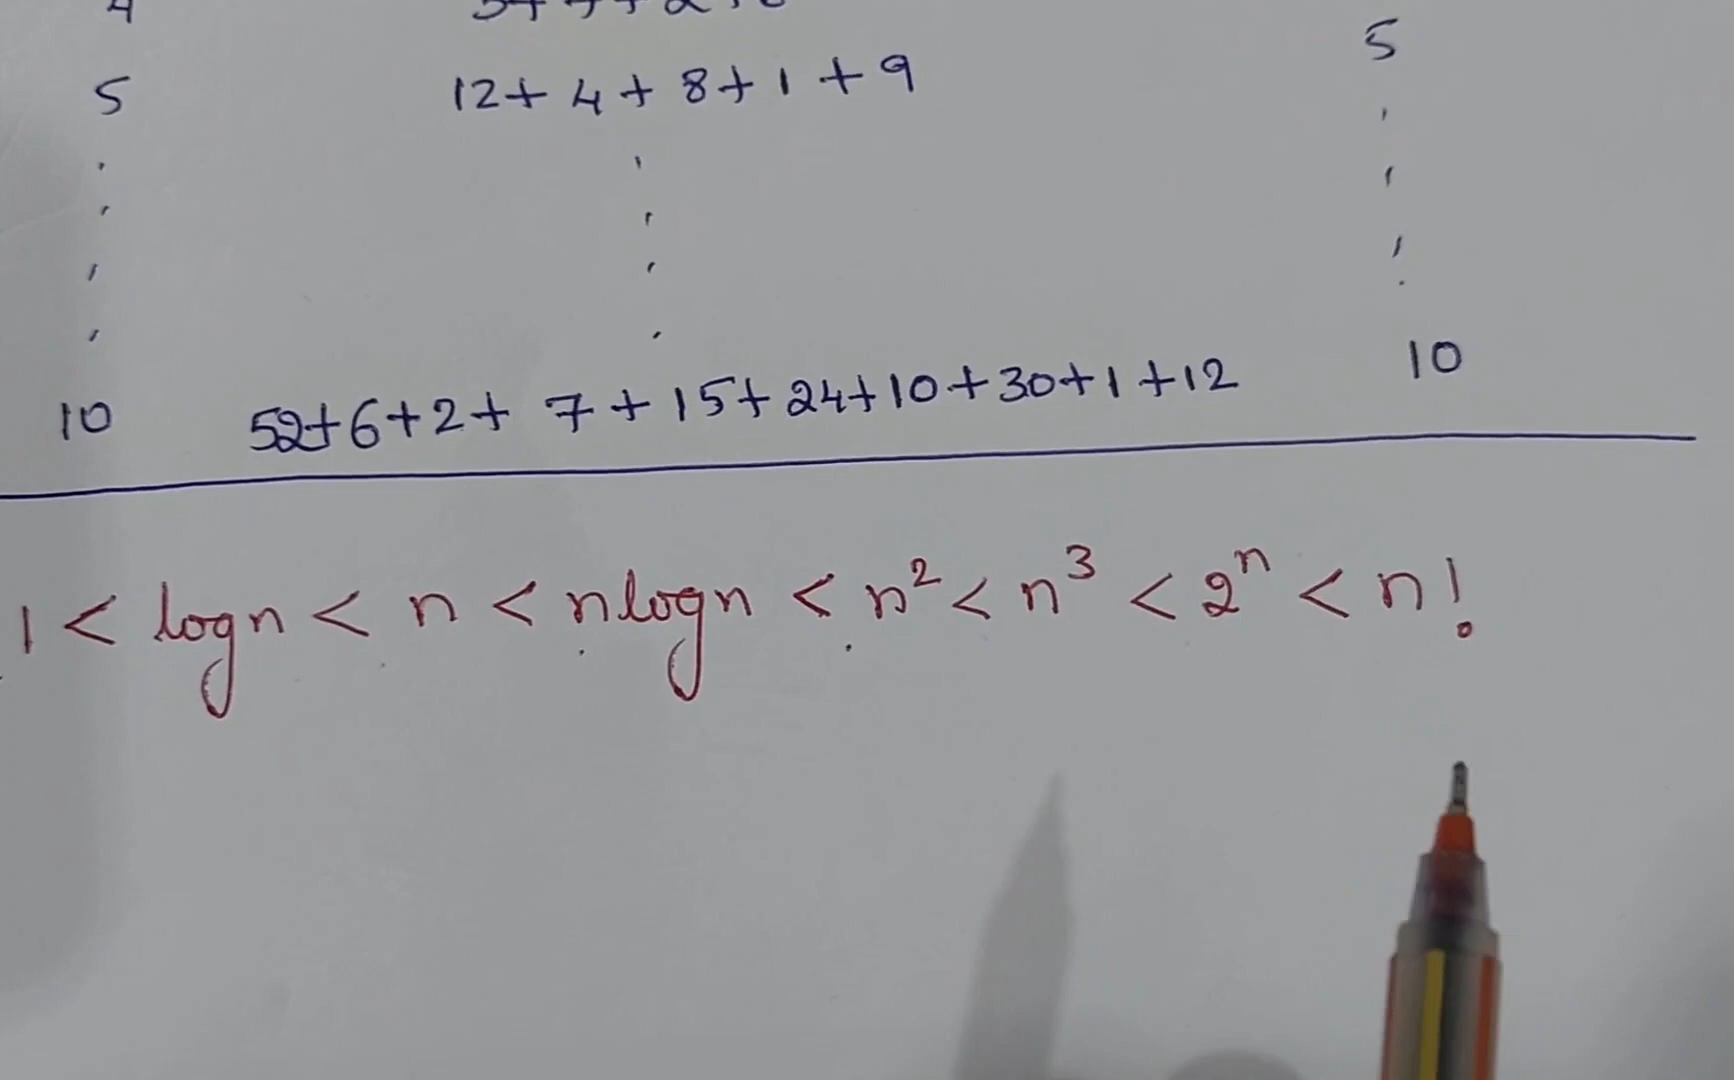 4
5 12+ 4 + 8 + 1 + 9 5
10 52+6+2+ 7 + 15+ 24+10+30+1+12 10
1 < logn < n < nlogn < n² < n³ < 2ⁿ < n!